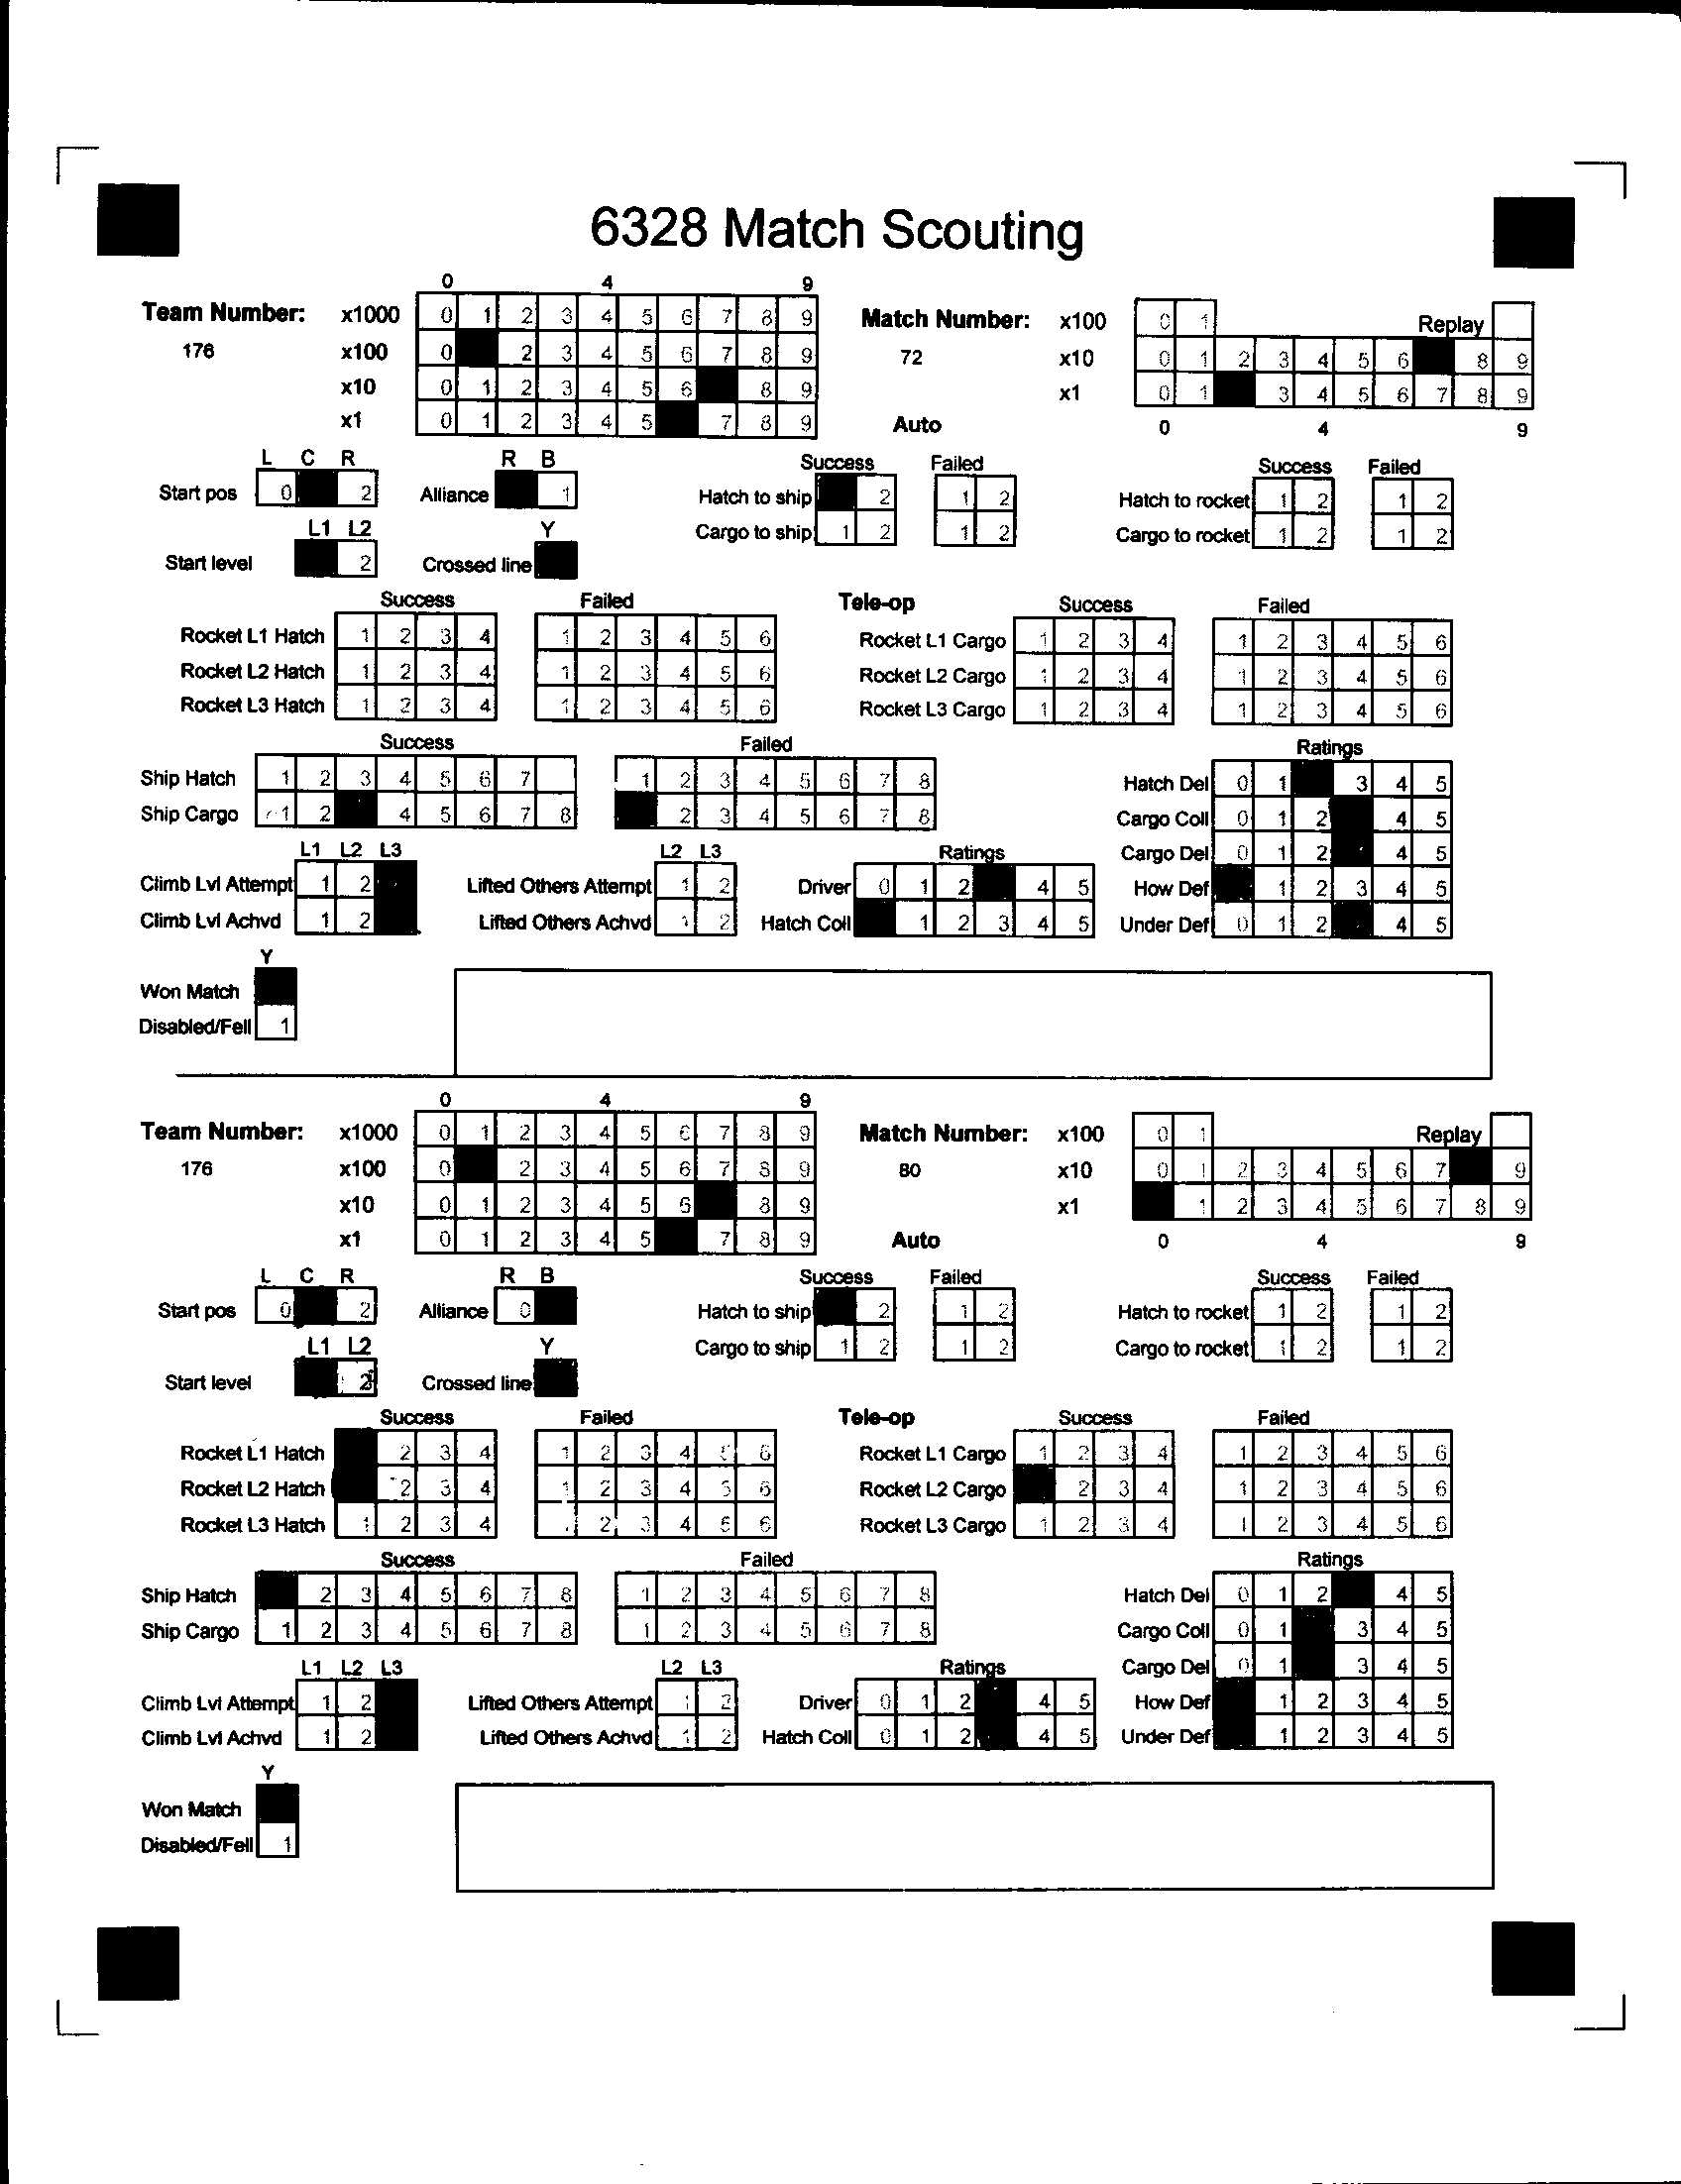 6328 Match Scouting
0 4 9
Team Number: x1000 0 1 2 3 4 5 6 7 8 9 Match Number: x100 0 1 Replay
176 x100 0 2 3 4 5 6 7 8 9 72 x10 0 1 2 3 4 5 6 8 9
x10 0 1 2 3 4 5 6 8 9 x1 0 1 3 4 5 6 7 8 9
x1 0 1 2 3 4 5 7 8 9 Auto 0 4 9
L C R R B Success Failed Success Failed
Start pos 0 2 Alliance 1 Hatch to ship 2 1 2 Hatch to rocket 1 2 1 2
L1 L2 Y Cargo to ship 1 2 1 2 Cargo to rocket 1 2 1 2
Start level 2 Crossed line
Success Failed Tele-op Success Failed
Rocket L1 Hatch 1 2 3 4 1 2 3 4 5 6 Rocket L1 Cargo 1 2 3 4 1 2 3 4 5 6
Rocket L2 Hatch 1 2 3 4 1 2 3 4 5 6 Rocket L2 Cargo 1 2 3 4 1 2 3 4 5 6
Rocket L3 Hatch 1 2 3 4 1 2 3 4 5 6 Rocket L3 Cargo 1 2 3 4 1 2 3 4 5 6
Success Failed Ratings
Ship Hatch 1 2 3 4 5 6 7 1 2 3 4 5 6 7 8 Hatch Del 0 1 3 4 5
Ship Cargo 1 2 4 5 6 7 8 2 3 4 5 6 7 8 Cargo Coll 0 1 2 4 5
L1 L2 L3 L2 L3 Ratings Cargo Del 0 1 2 4 5
Climb Lvl Attempt 1 2 Lifted Others Attempt 1 2 Driver 0 1 2 4 5 How Def 1 2 3 4 5
Climb Lvl Achvd 1 2 Lifted Others Achvd 1 2 Hatch Coll 1 2 3 4 5 Under Def 0 1 2 4 5
Y
Won Match
Disabled/Fell 1
0 4 9
Team Number: x1000 0 1 2 3 4 5 6 7 8 9 Match Number: x100 0 1 Replay
176 x100 0 2 3 4 5 6 7 8 9 80 x10 0 1 2 3 4 5 6 7 9
x10 0 1 2 3 4 5 6 8 9 x1 1 2 3 4 5 6 7 8 9
x1 0 1 2 3 4 5 7 8 9 Auto 0 4 9
L C R R B Success Failed Success Failed
Start pos 0 2 Alliance 0 Hatch to ship 2 1 2 Hatch to rocket 1 2 1 2
L1 L2 Y Cargo to ship 1 2 1 2 Cargo to rocket 1 2 1 2
Start level 2 Crossed line
Success Failed Tele-op Success Failed
Rocket L1 Hatch 2 3 4 1 2 3 4 5 6 Rocket L1 Cargo 1 2 3 4 1 2 3 4 5 6
Rocket L2 Hatch 2 3 4 1 2 3 4 5 6 Rocket L2 Cargo 2 3 4 1 2 3 4 5 6
Rocket L3 Hatch 1 2 3 4 2 3 4 5 6 Rocket L3 Cargo 1 2 3 4 1 2 3 4 5 6
Success Failed Ratings
Ship Hatch 2 3 4 5 6 7 8 1 2 3 4 5 6 7 8 Hatch Del 0 1 2 4 5
Ship Cargo 1 2 3 4 5 6 7 8 1 2 3 4 5 6 7 8 Cargo Coll 0 1 3 4 5
L1 L2 L3 L2 L3 Ratings Cargo Del 0 1 3 4 5
Climb Lvl Attempt 1 2 Lifted Others Attempt 1 2 Driver 0 1 2 4 5 How Def 1 2 3 4 5
Climb Lvl Achvd 1 2 Lifted Others Achvd 1 2 Hatch Coll 0 1 2 4 5 Under Def 1 2 3 4 5
Y
Won Match
Disabled/Fell 1